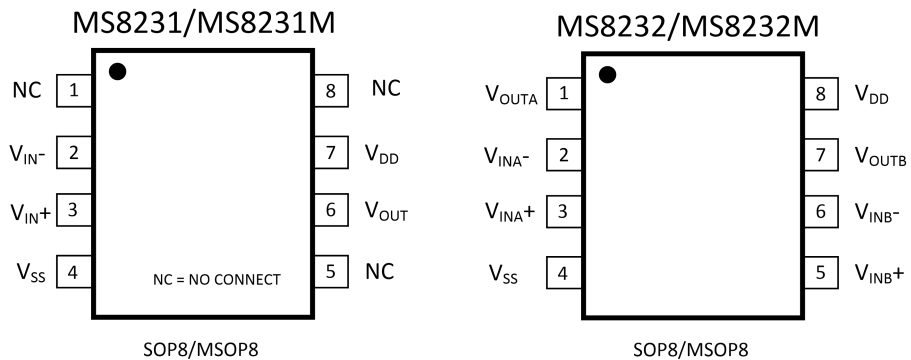 MS8231/MS8231M
NC 1 8 NC
VIN- 2 7 VDD
VIN+ 3 6 VOUT
VSS 4 5 NC
NC = NO CONNECT
SOP8/MSOP8
MS8232/MS8232M
VOUTA 1 8 VDD
VINA- 2 7 VOUTB
VINA+ 3 6 VINB-
VSS 4 5 VINB+
SOP8/MSOP8